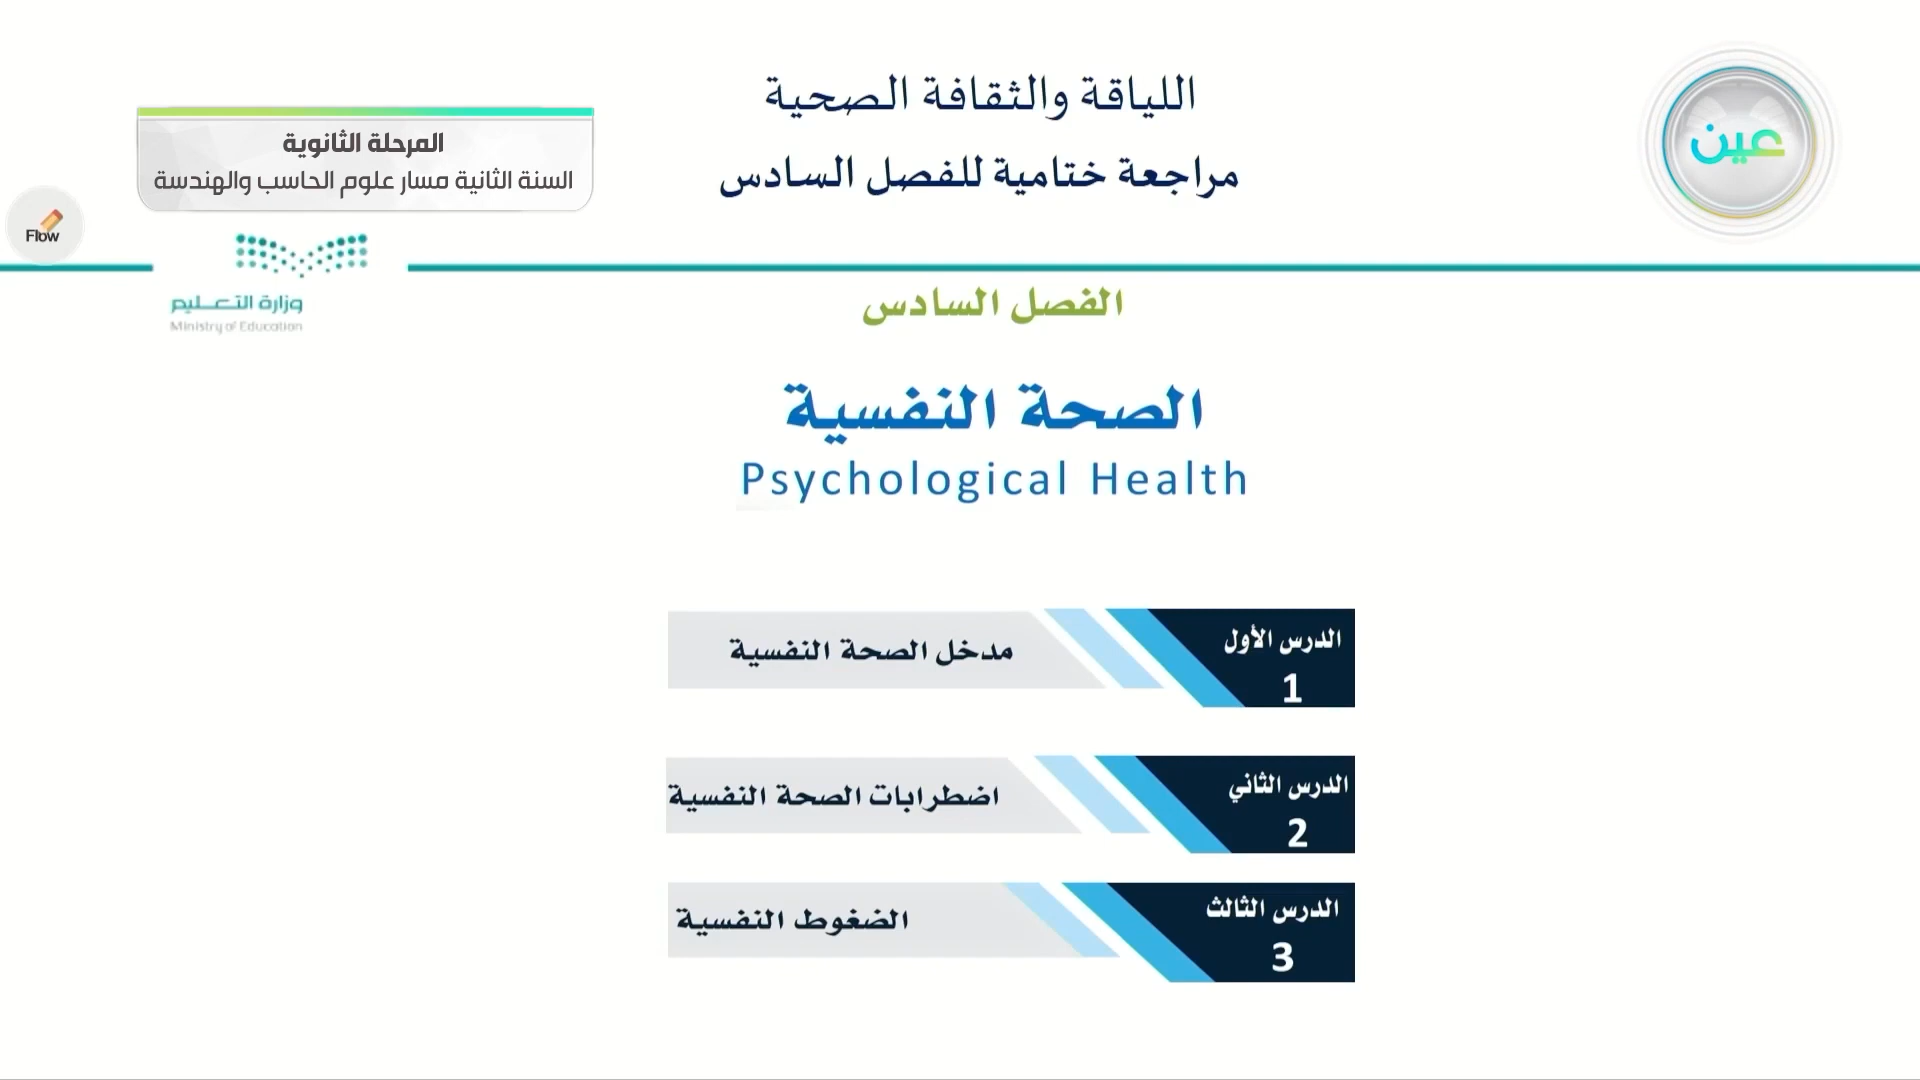 اللياقة والثقافة الصحية
مراجعة ختامية للفصل السادس
عين
المرحلة الثانوية
السنة الثانية مسار علوم الحاسب والهندسة
Flow
وزارة التعليم
Ministry of Education
الفصل السادس
الصحة النفسية
Psychological Health
الدرس الأول
1
مدخل الصحة النفسية
الدرس الثاني
2
اضطرابات الصحة النفسية
الدرس الثالث
3
الضغوط النفسية